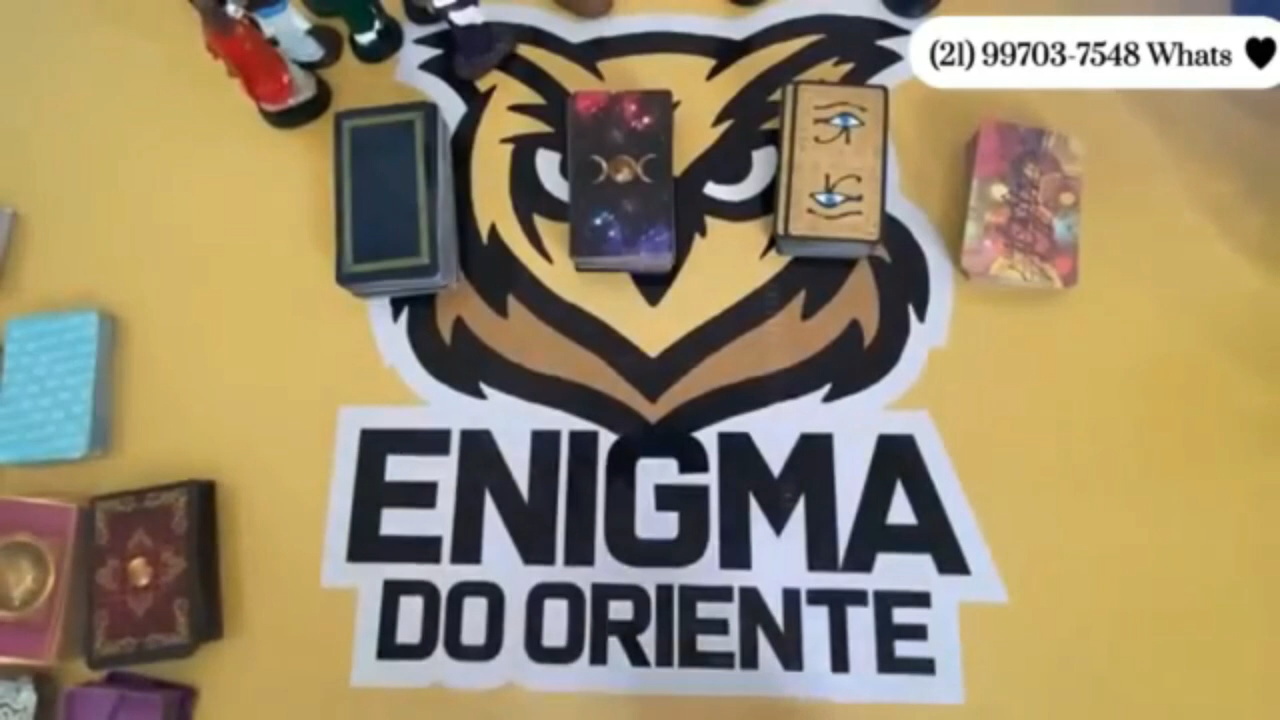 (21) 99703-7548 Whats 🖤
ENIGMA
DO ORIENTE